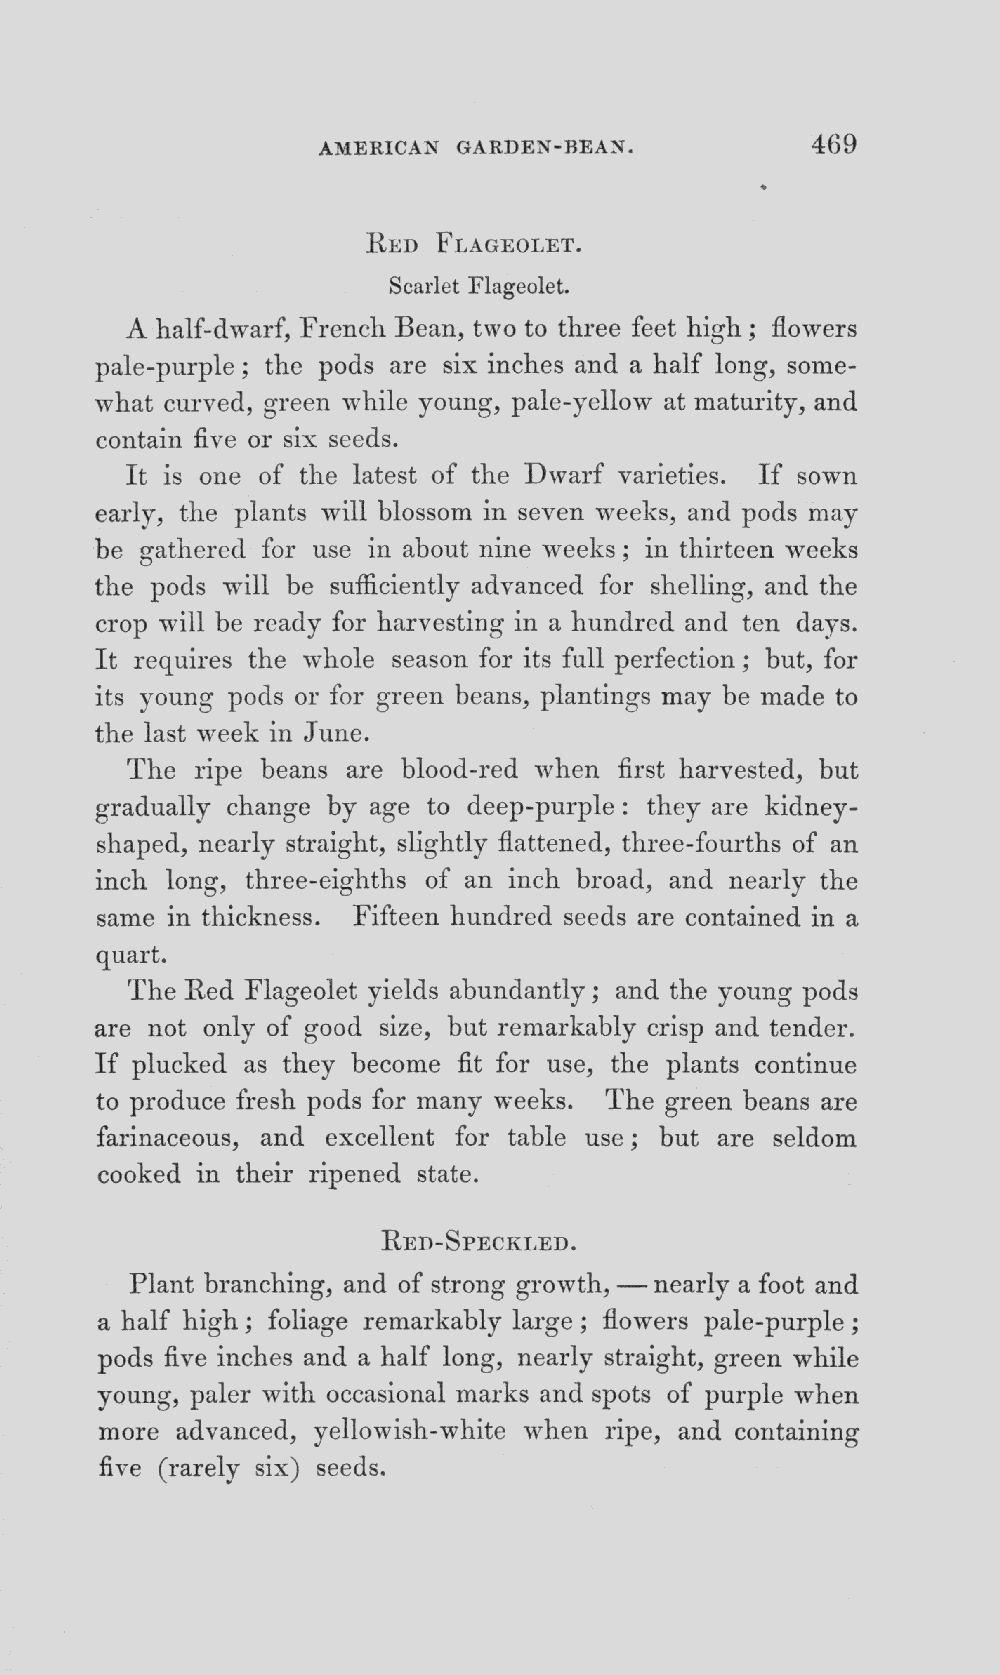 AMERICAN GARDEN-BEAN. 469
RED FLAGEOLET.
Scarlet Flageolet.
A half-dwarf, French Bean, two to three feet high; flowers
pale-purple; the pods are six inches and a half long, some-
what curved, green while young, pale-yellow at maturity, and
contain five or six seeds.
It is one of the latest of the Dwarf varieties. If sown
early, the plants will blossom in seven weeks, and pods may
be gathered for use in about nine weeks; in thirteen weeks
the pods will be sufficiently advanced for shelling, and the
crop will be ready for harvesting in a hundred and ten days.
It requires the whole season for its full perfection; but, for
its young pods or for green beans, plantings may be made to
the last week in June.
The ripe beans are blood-red when first harvested, but
gradually change by age to deep-purple: they are kidney-
shaped, nearly straight, slightly flattened, three-fourths of an
inch long, three-eighths of an inch broad, and nearly the
same in thickness. Fifteen hundred seeds are contained in a
quart.
The Red Flageolet yields abundantly; and the young pods
are not only of good size, but remarkably crisp and tender.
If plucked as they become fit for use, the plants continue
to produce fresh pods for many weeks. The green beans are
farinaceous, and excellent for table use; but are seldom
cooked in their ripened state.
RED-SPECKLED.
Plant branching, and of strong growth, — nearly a foot and
a half high; foliage remarkably large; flowers pale-purple;
pods five inches and a half long, nearly straight, green while
young, paler with occasional marks and spots of purple when
more advanced, yellowish-white when ripe, and containing
five (rarely six) seeds.